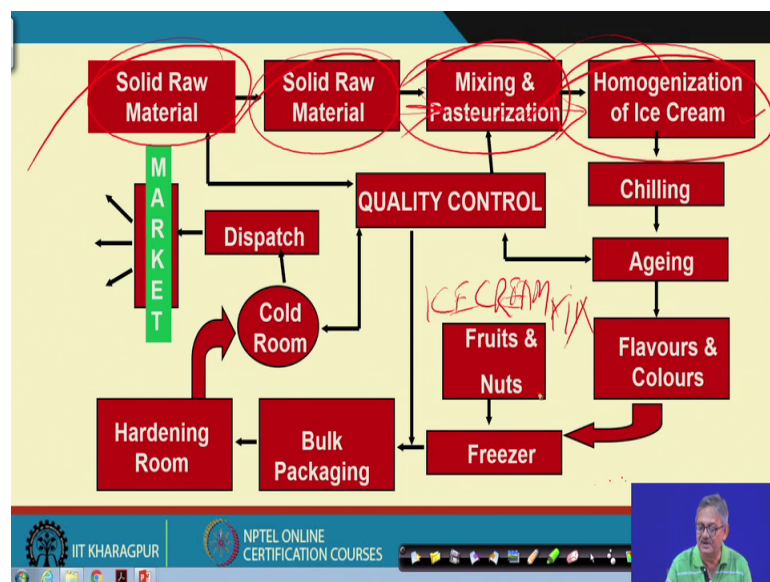 Solid Raw
Material
Solid Raw
Material
Mixing &
Pasteurization
Homogenization
of Ice Cream
QUALITY CONTROL
Chilling
MARKET
Dispatch
Ageing
Cold
Room
ICE CREAM MIX
Fruits &
Nuts
Flavours &
Colours
Hardening
Room
Bulk
Packaging
Freezer
IIT KHARAGPUR
NPTEL ONLINE
CERTIFICATION COURSES